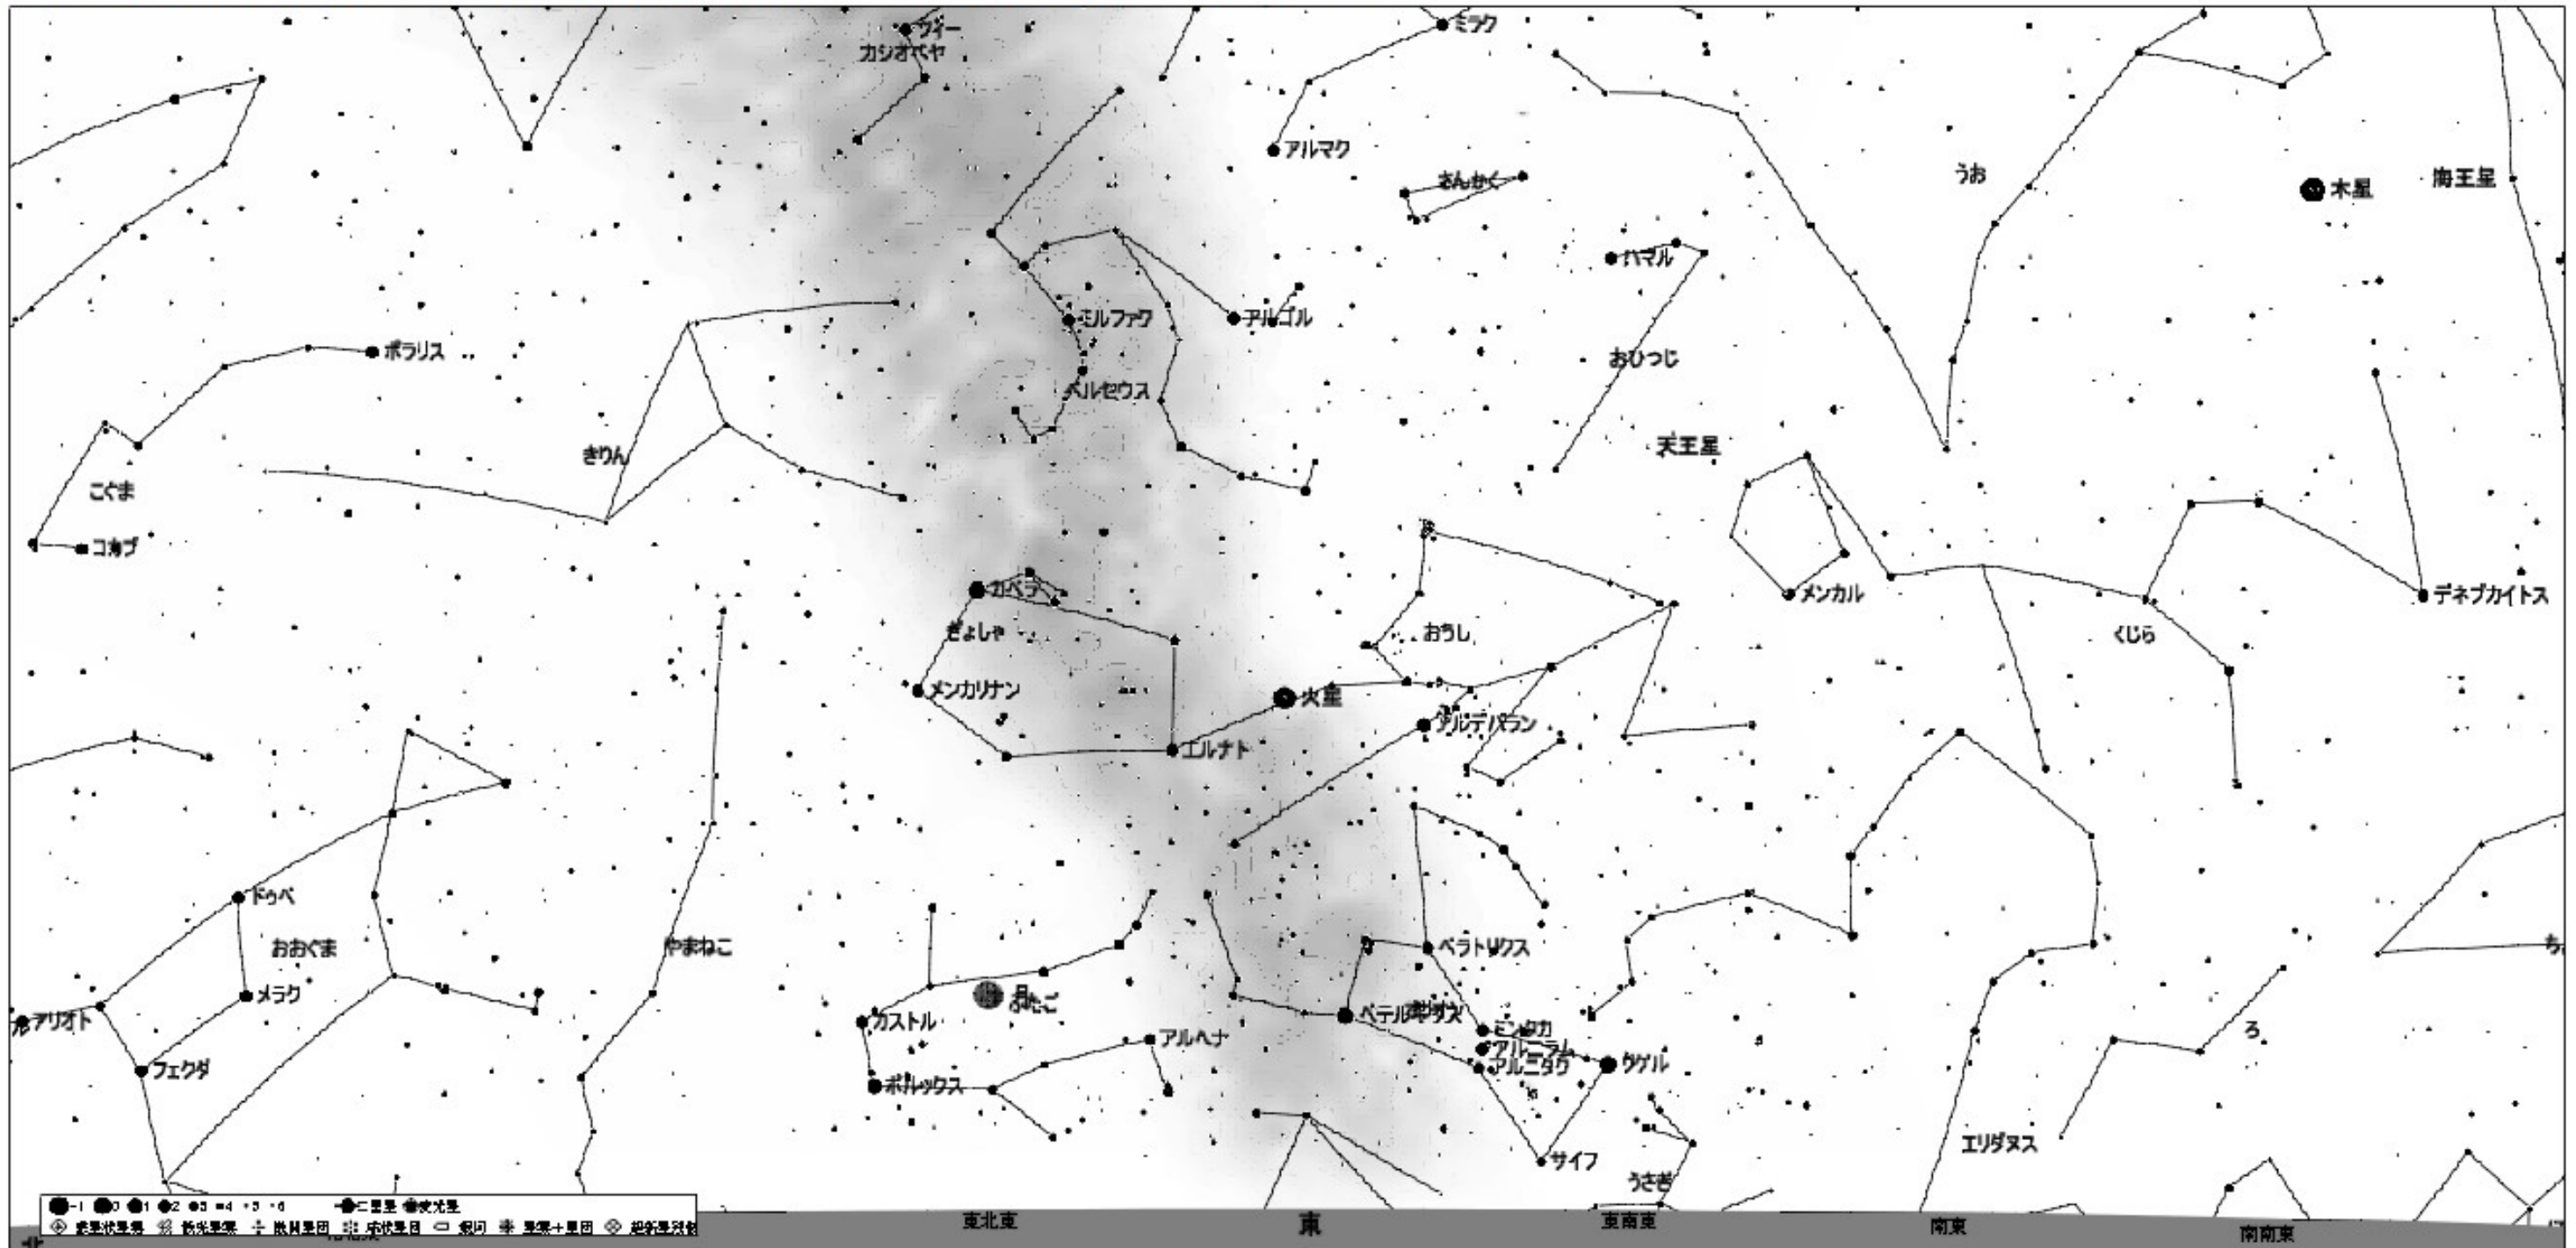 ツィー
カシオペヤ
ミラク
アルマク
さんかく
うお
木星
海王星
ハマル
ミルファク
アルゴル
ポラリス
おひつじ
ペルセウス
天王星
きりん
こぐま
コカブ
カペラ
メンカル
デネブカイトス
ぎょしゃ
おうし
くじら
メンカリナン
火星
アルデバラン
エルナト
ドゥベ
おおぐま
やまねこ
ベラトリクス
メラク
月
ふたご
アリオト
カストル
ベテルギウス
ミンタカ
アルヘナ
アルニラム
アルニタク
リゲル
フェクダ
ポルックス
ろ
エリダヌス
サイフ
うさぎ
東北東
東
東南東
南東
南南東
北